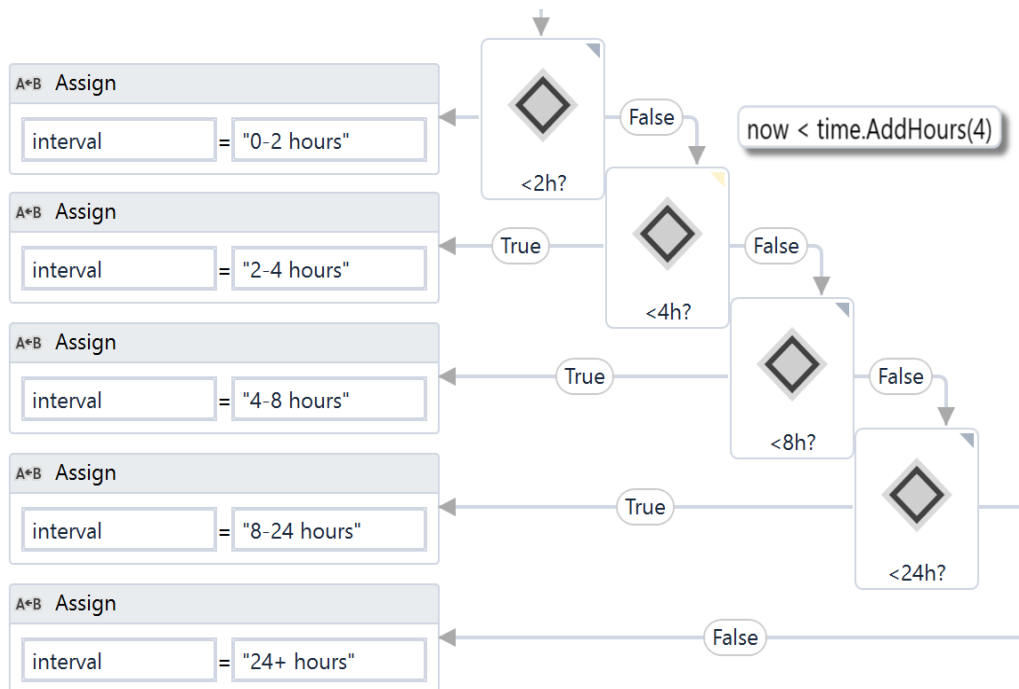 A←B Assign
interval = "0-2 hours"
False
now < time.AddHours(4)
<2h?
A←B Assign
interval = "2-4 hours"
True
False
<4h?
A←B Assign
interval = "4-8 hours"
True
False
<8h?
A←B Assign
interval = "8-24 hours"
True
<24h?
A←B Assign
interval = "24+ hours"
False